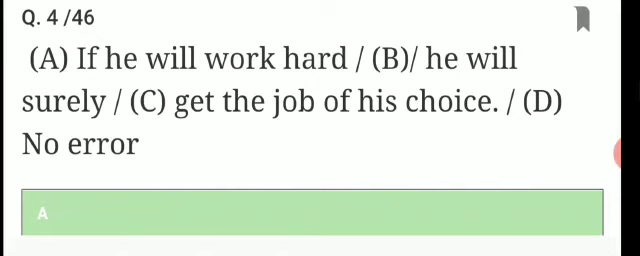 Q. 4 /46
(A) If he will work hard / (B)/ he will
surely / (C) get the job of his choice. / (D)
No error
A